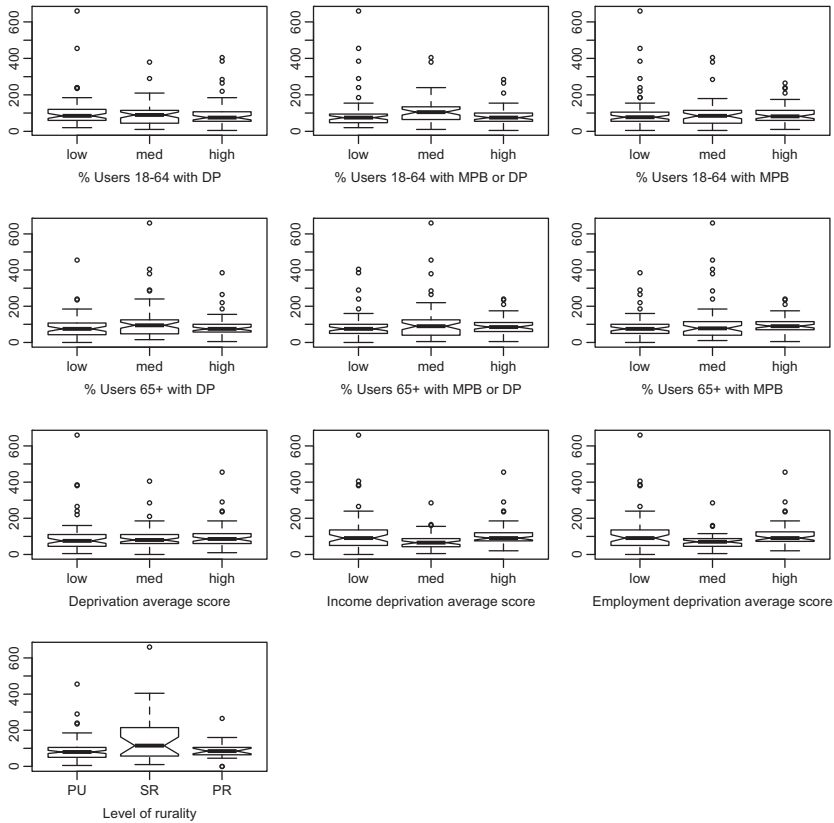 0 200 400 600
low med high
% Users 18-64 with DP
0 200 400 600
low med high
% Users 18-64 with MPB or DP
0 200 400 600
low med high
% Users 18-64 with MPB
0 200 400 600
low med high
% Users 65+ with DP
0 200 400 600
low med high
% Users 65+ with MPB or DP
0 200 400 600
low med high
% Users 65+ with MPB
0 200 400 600
low med high
Deprivation average score
0 200 400 600
low med high
Income deprivation average score
0 200 400 600
low med high
Employment deprivation average score
0 200 400 600
PU SR PR
Level of rurality